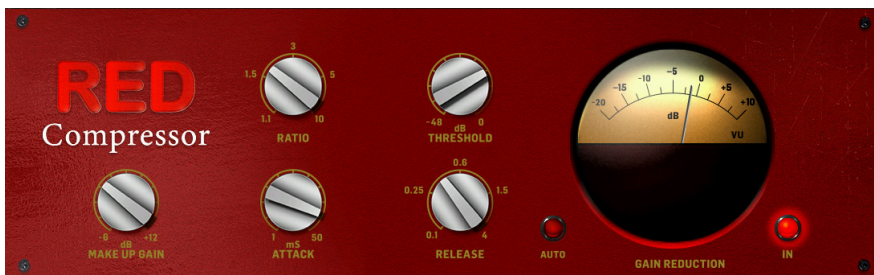 RED
Compressor
3
1.5
5
1.1
10
RATIO
-48
0
dB
THRESHOLD
-20
-15
-10
-5
0
+5
+10
dB
VU
-6
+12
dB
MAKE UP GAIN
1
50
mS
ATTACK
0.6
0.25
1.5
0.1
4
RELEASE
AUTO
GAIN REDUCTION
IN